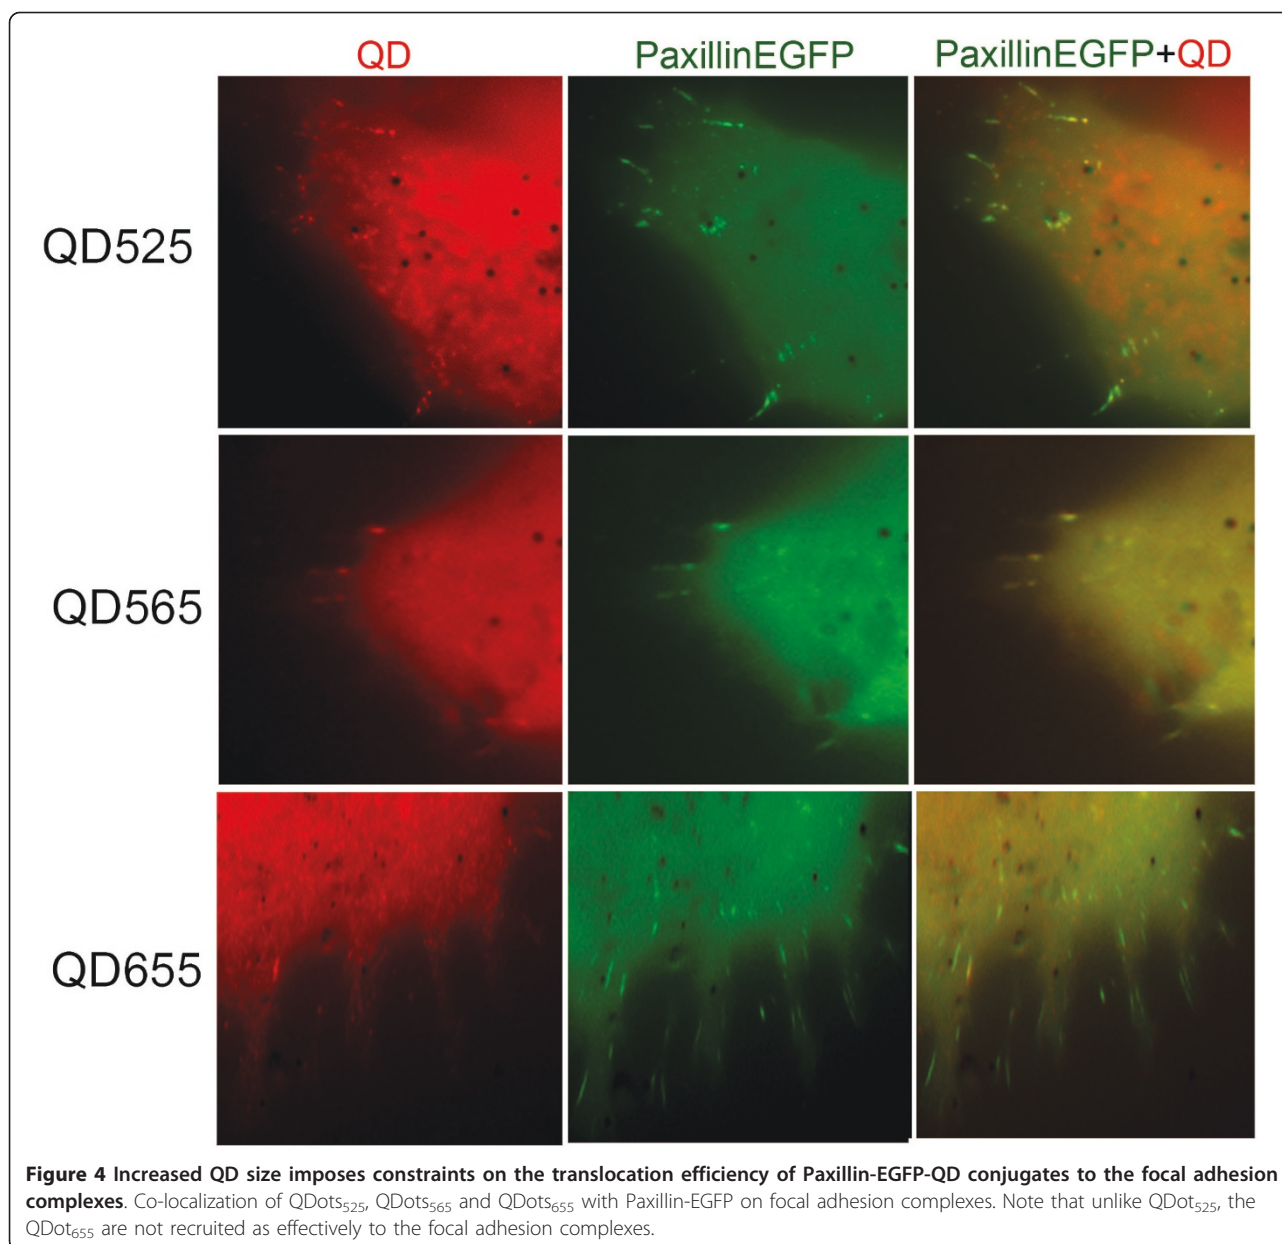 QD PaxillinEGFP PaxillinEGFP+QD
QD525
QD565
QD655
Figure 4 Increased QD size imposes constraints on the translocation efficiency of Paxillin-EGFP-QD conjugates to the focal adhesion
complexes. Co-localization of QDots₅₂₅, QDots₅₆₅ and QDots₆₅₅ with Paxillin-EGFP on focal adhesion complexes. Note that unlike QDot₅₂₅, the
QDot₆₅₅ are not recruited as effectively to the focal adhesion complexes.